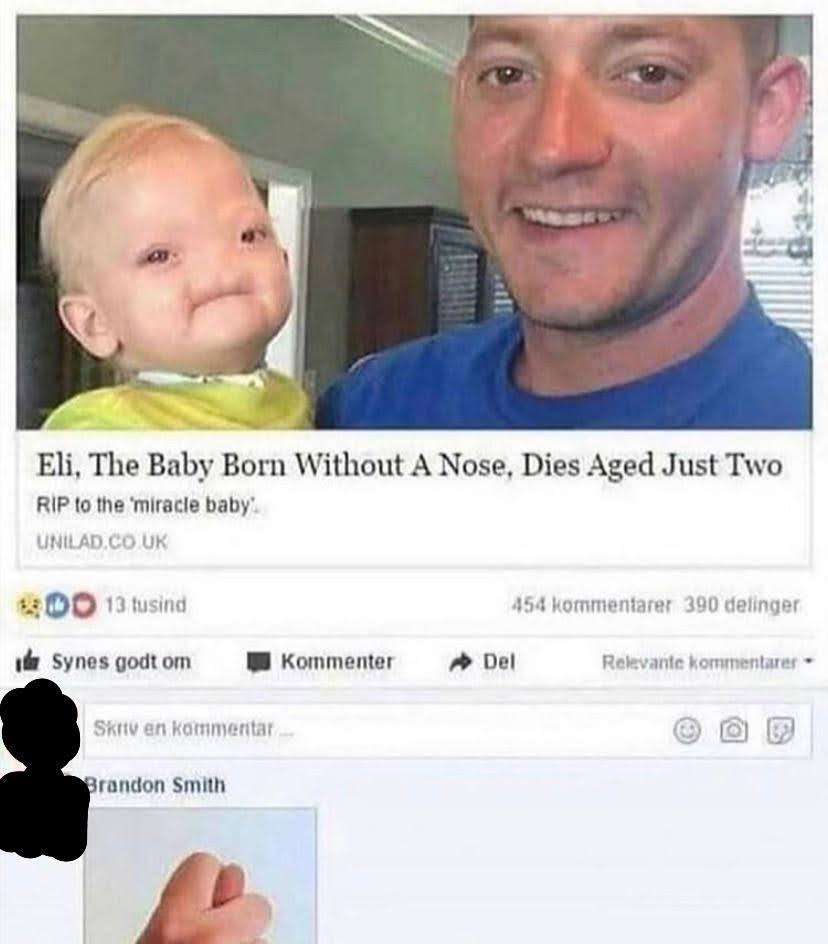 Eli, The Baby Born Without A Nose, Dies Aged Just Two
RIP to the 'miracle baby'.
UNILAD.CO.UK
13 tusind 454 kommentarer 390 delinger
Synes godt om Kommenter Del Relevante kommentarer
Skriv en kommentar ...
Brandon Smith